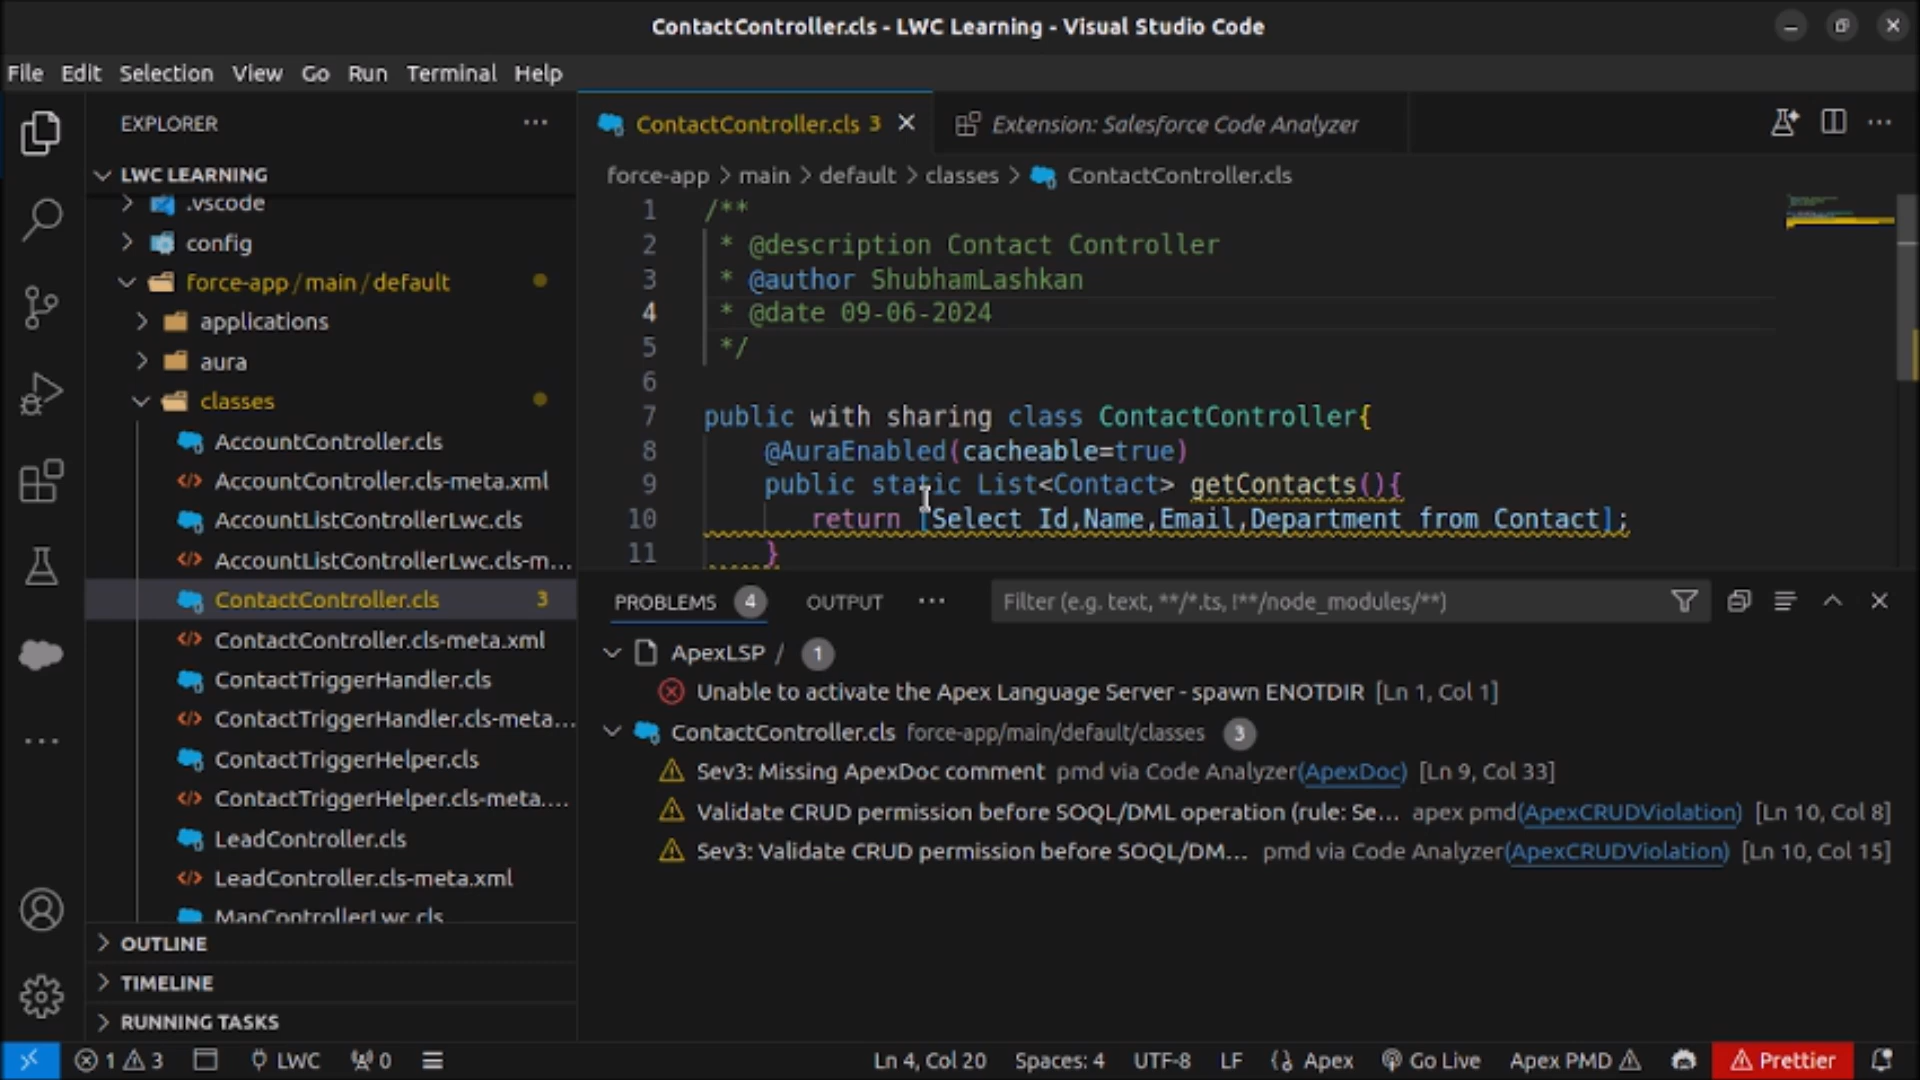 ContactController.cls - LWC Learning - Visual Studio Code
File Edit Selection View Go Run Terminal Help
EXPLORER
LWC LEARNING
.vscode
config
force-app / main / default
applications
aura
classes
AccountController.cls
AccountController.cls-meta.xml
AccountListControllerLwc.cls
AccountListControllerLwc.cls-m...
ContactController.cls 3
ContactController.cls-meta.xml
ContactTriggerHandler.cls
ContactTriggerHandler.cls-meta...
ContactTriggerHelper.cls
ContactTriggerHelper.cls-meta....
LeadController.cls
LeadController.cls-meta.xml
MapControllerLwc.cls
OUTLINE
TIMELINE
RUNNING TASKS
ContactController.cls 3 Extension: Salesforce Code Analyzer
force-app > main > default > classes > ContactController.cls
1 /**
2 * @description Contact Controller
3 * @author ShubhamLashkan
4 * @date 09-06-2024
5 */
6
7 public with sharing class ContactController{
8 @AuraEnabled(cacheable=true)
9 public static List<Contact> getContacts(){
10 return [Select Id,Name,Email,Department from Contact];
11 }
PROBLEMS 4 OUTPUT ... Filter (e.g. text, **/*.ts, !**/node_modules/**)
ApexLSP / 1
Unable to activate the Apex Language Server - spawn ENOTDIR [Ln 1, Col 1]
ContactController.cls force-app/main/default/classes 3
Sev3: Missing ApexDoc comment pmd via Code Analyzer(ApexDoc) [Ln 9, Col 33]
Validate CRUD permission before SOQL/DML operation (rule: Se... apex pmd(ApexCRUDViolation) [Ln 10, Col 8]
Sev3: Validate CRUD permission before SOQL/DM... pmd via Code Analyzer(ApexCRUDViolation) [Ln 10, Col 15]
1 3 LWC 0 Ln 4, Col 20 Spaces: 4 UTF-8 LF Apex Go Live Apex PMD Prettier